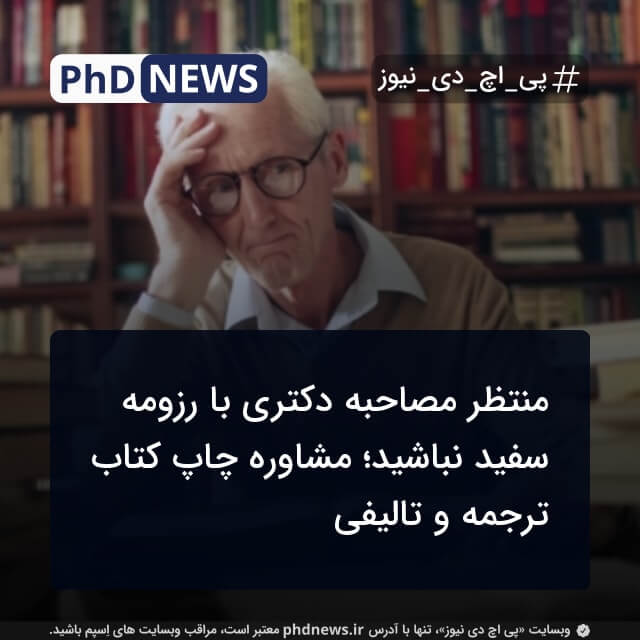 PhD NEWS
#پی_اچ_دی_نیوز
منتظر مصاحبه دکتری با رزومه
سفید نباشید؛ مشاوره چاپ کتاب
ترجمه و تالیفی
وبسایت «پی اچ دی نیوز»، تنها با آدرس phdnews.ir معتبر است، مراقب وبسایت های اِسپم باشید.